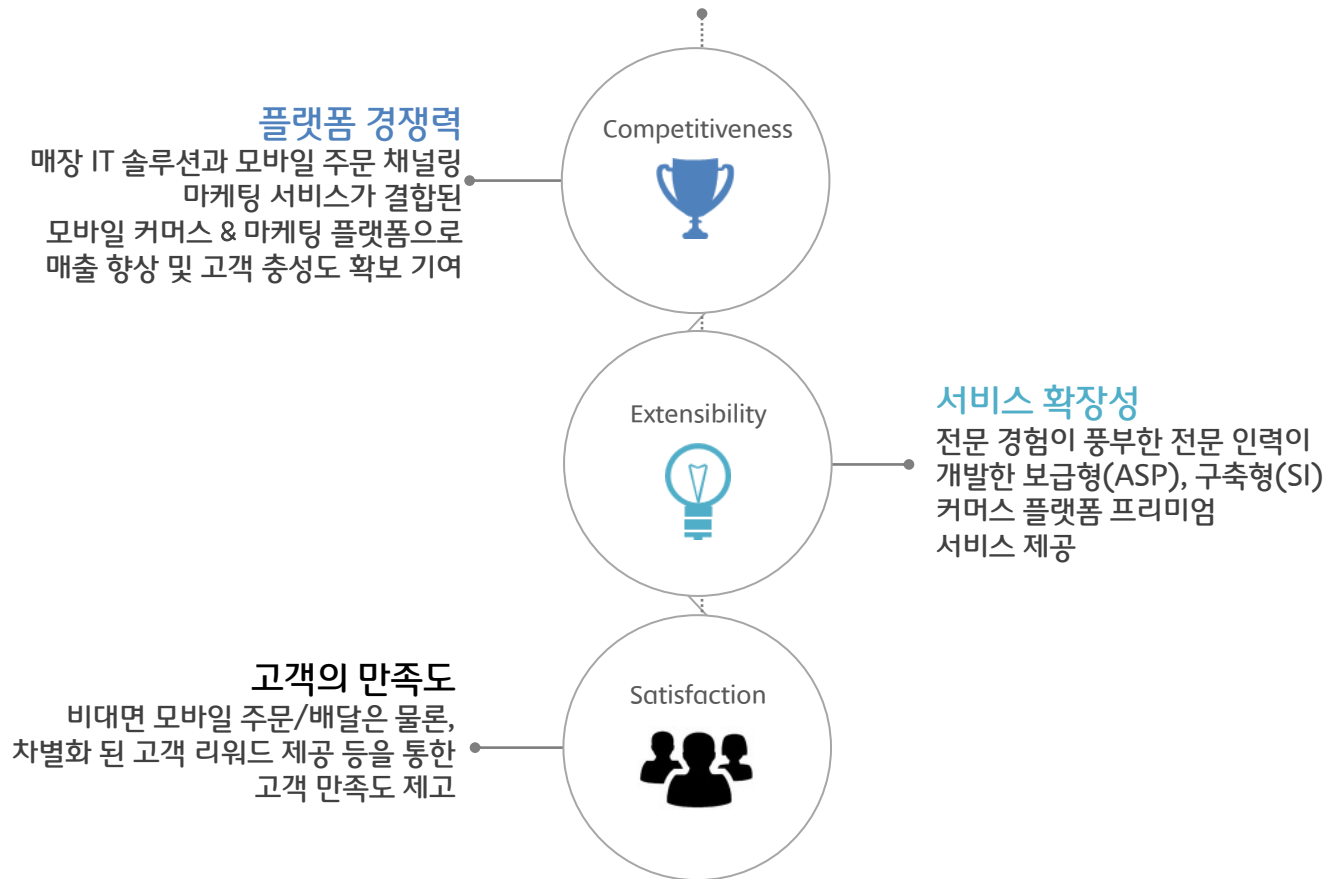 Competitiveness
플랫폼 경쟁력
매장 IT 솔루션과 모바일 주문 채널링
마케팅 서비스가 결합된
모바일 커머스 & 마케팅 플랫폼으로
매출 향상 및 고객 충성도 확보 기여
Extensibility
서비스 확장성
전문 경험이 풍부한 전문 인력이
개발한 보급형(ASP), 구축형(SI)
커머스 플랫폼 프리미엄
서비스 제공
Satisfaction
고객의 만족도
비대면 모바일 주문/배달은 물론,
차별화 된 고객 리워드 제공 등을 통한
고객 만족도 제고